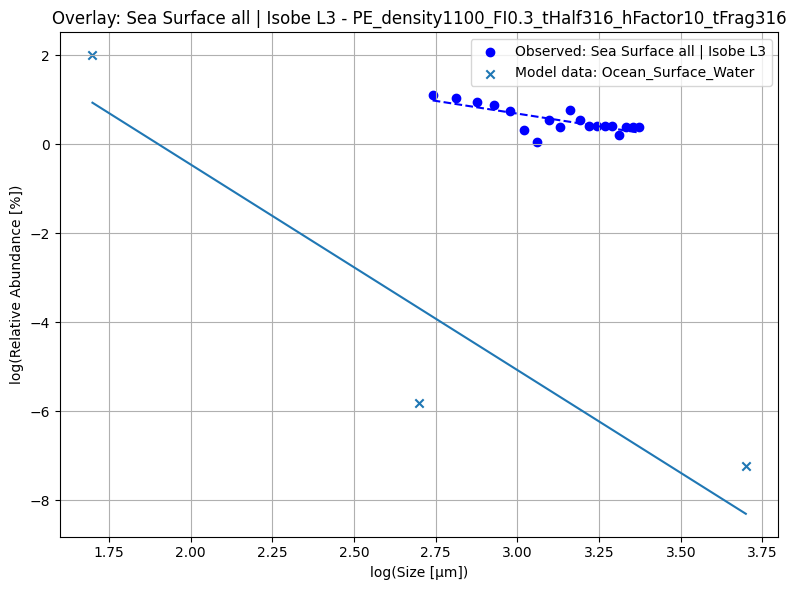 Overlay: Sea Surface all | Isobe L3 - PE_density1100_FI0.3_tHalf316_hFactor10_tFrag316
Observed: Sea Surface all | Isobe L3
Model data: Ocean_Surface_Water
log(Relative Abundance [%])
2
0
−2
−4
−6
−8
1.75 2.00 2.25 2.50 2.75 3.00 3.25 3.50 3.75
log(Size [µm])